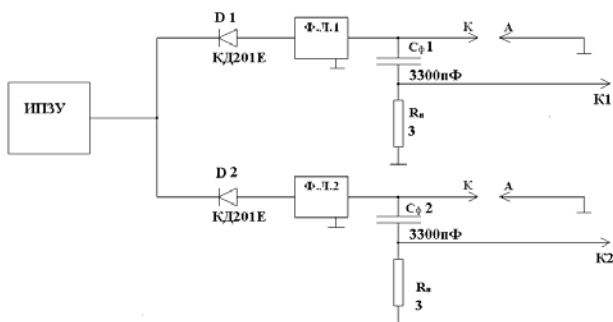 D 1
Ф.Л.1
К
А
КД201Е
Сф 1
3300пФ
ИПЗУ
К1
Rн
3
D 2
Ф.Л.2
К
А
КД201Е
Сф 2
3300пФ
К2
Rн
3